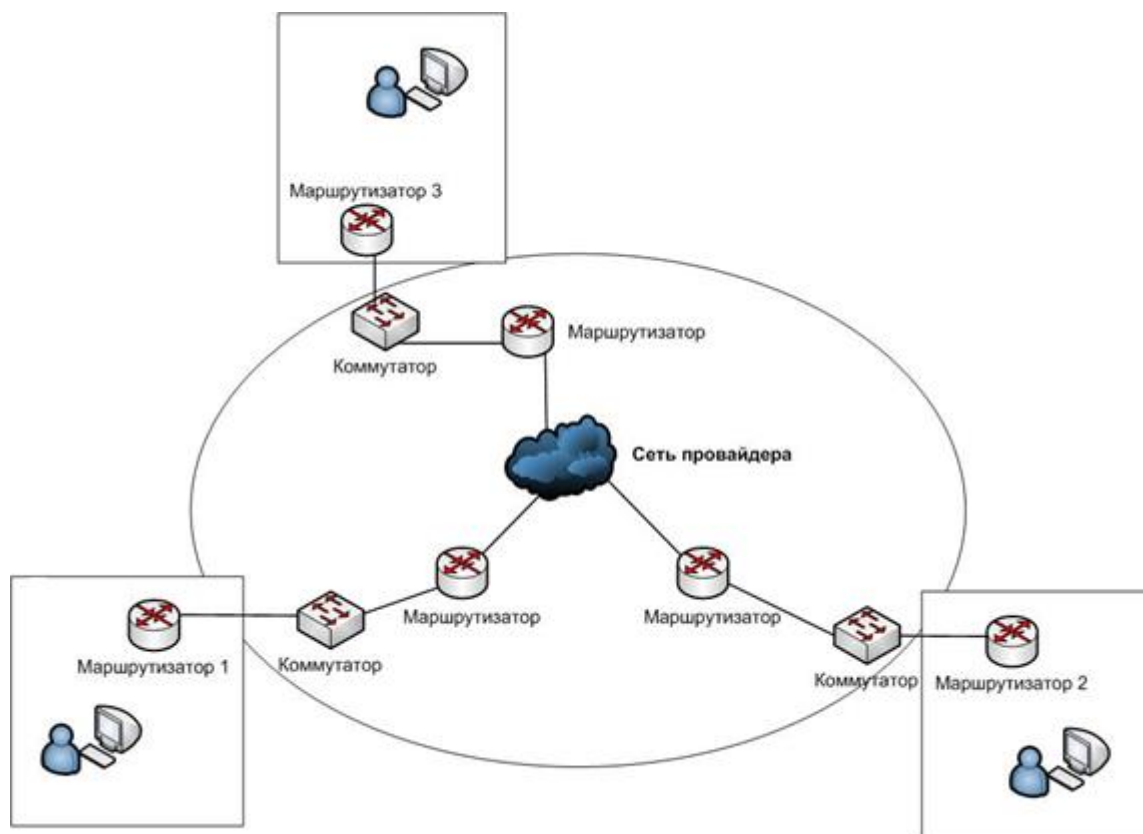 Маршрутизатор 3
Маршрутизатор
Коммутатор
Сеть провайдера
Маршрутизатор
Маршрутизатор
Коммутатор
Маршрутизатор 1
Коммутатор
Маршрутизатор 2